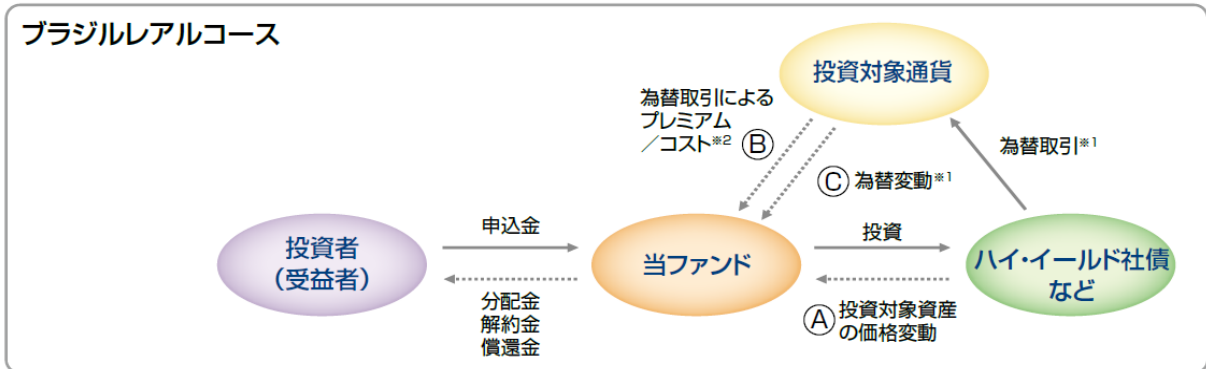 ブラジルレアルコース
投資対象通貨
為替取引による
プレミアム
／コスト※2 Ⓑ
為替取引※1
Ⓒ 為替変動※1
申込金
投資者
（受益者）
当ファンド
投資
ハイ・イールド社債
など
分配金
解約金
償還金
Ⓐ 投資対象資産
の価格変動